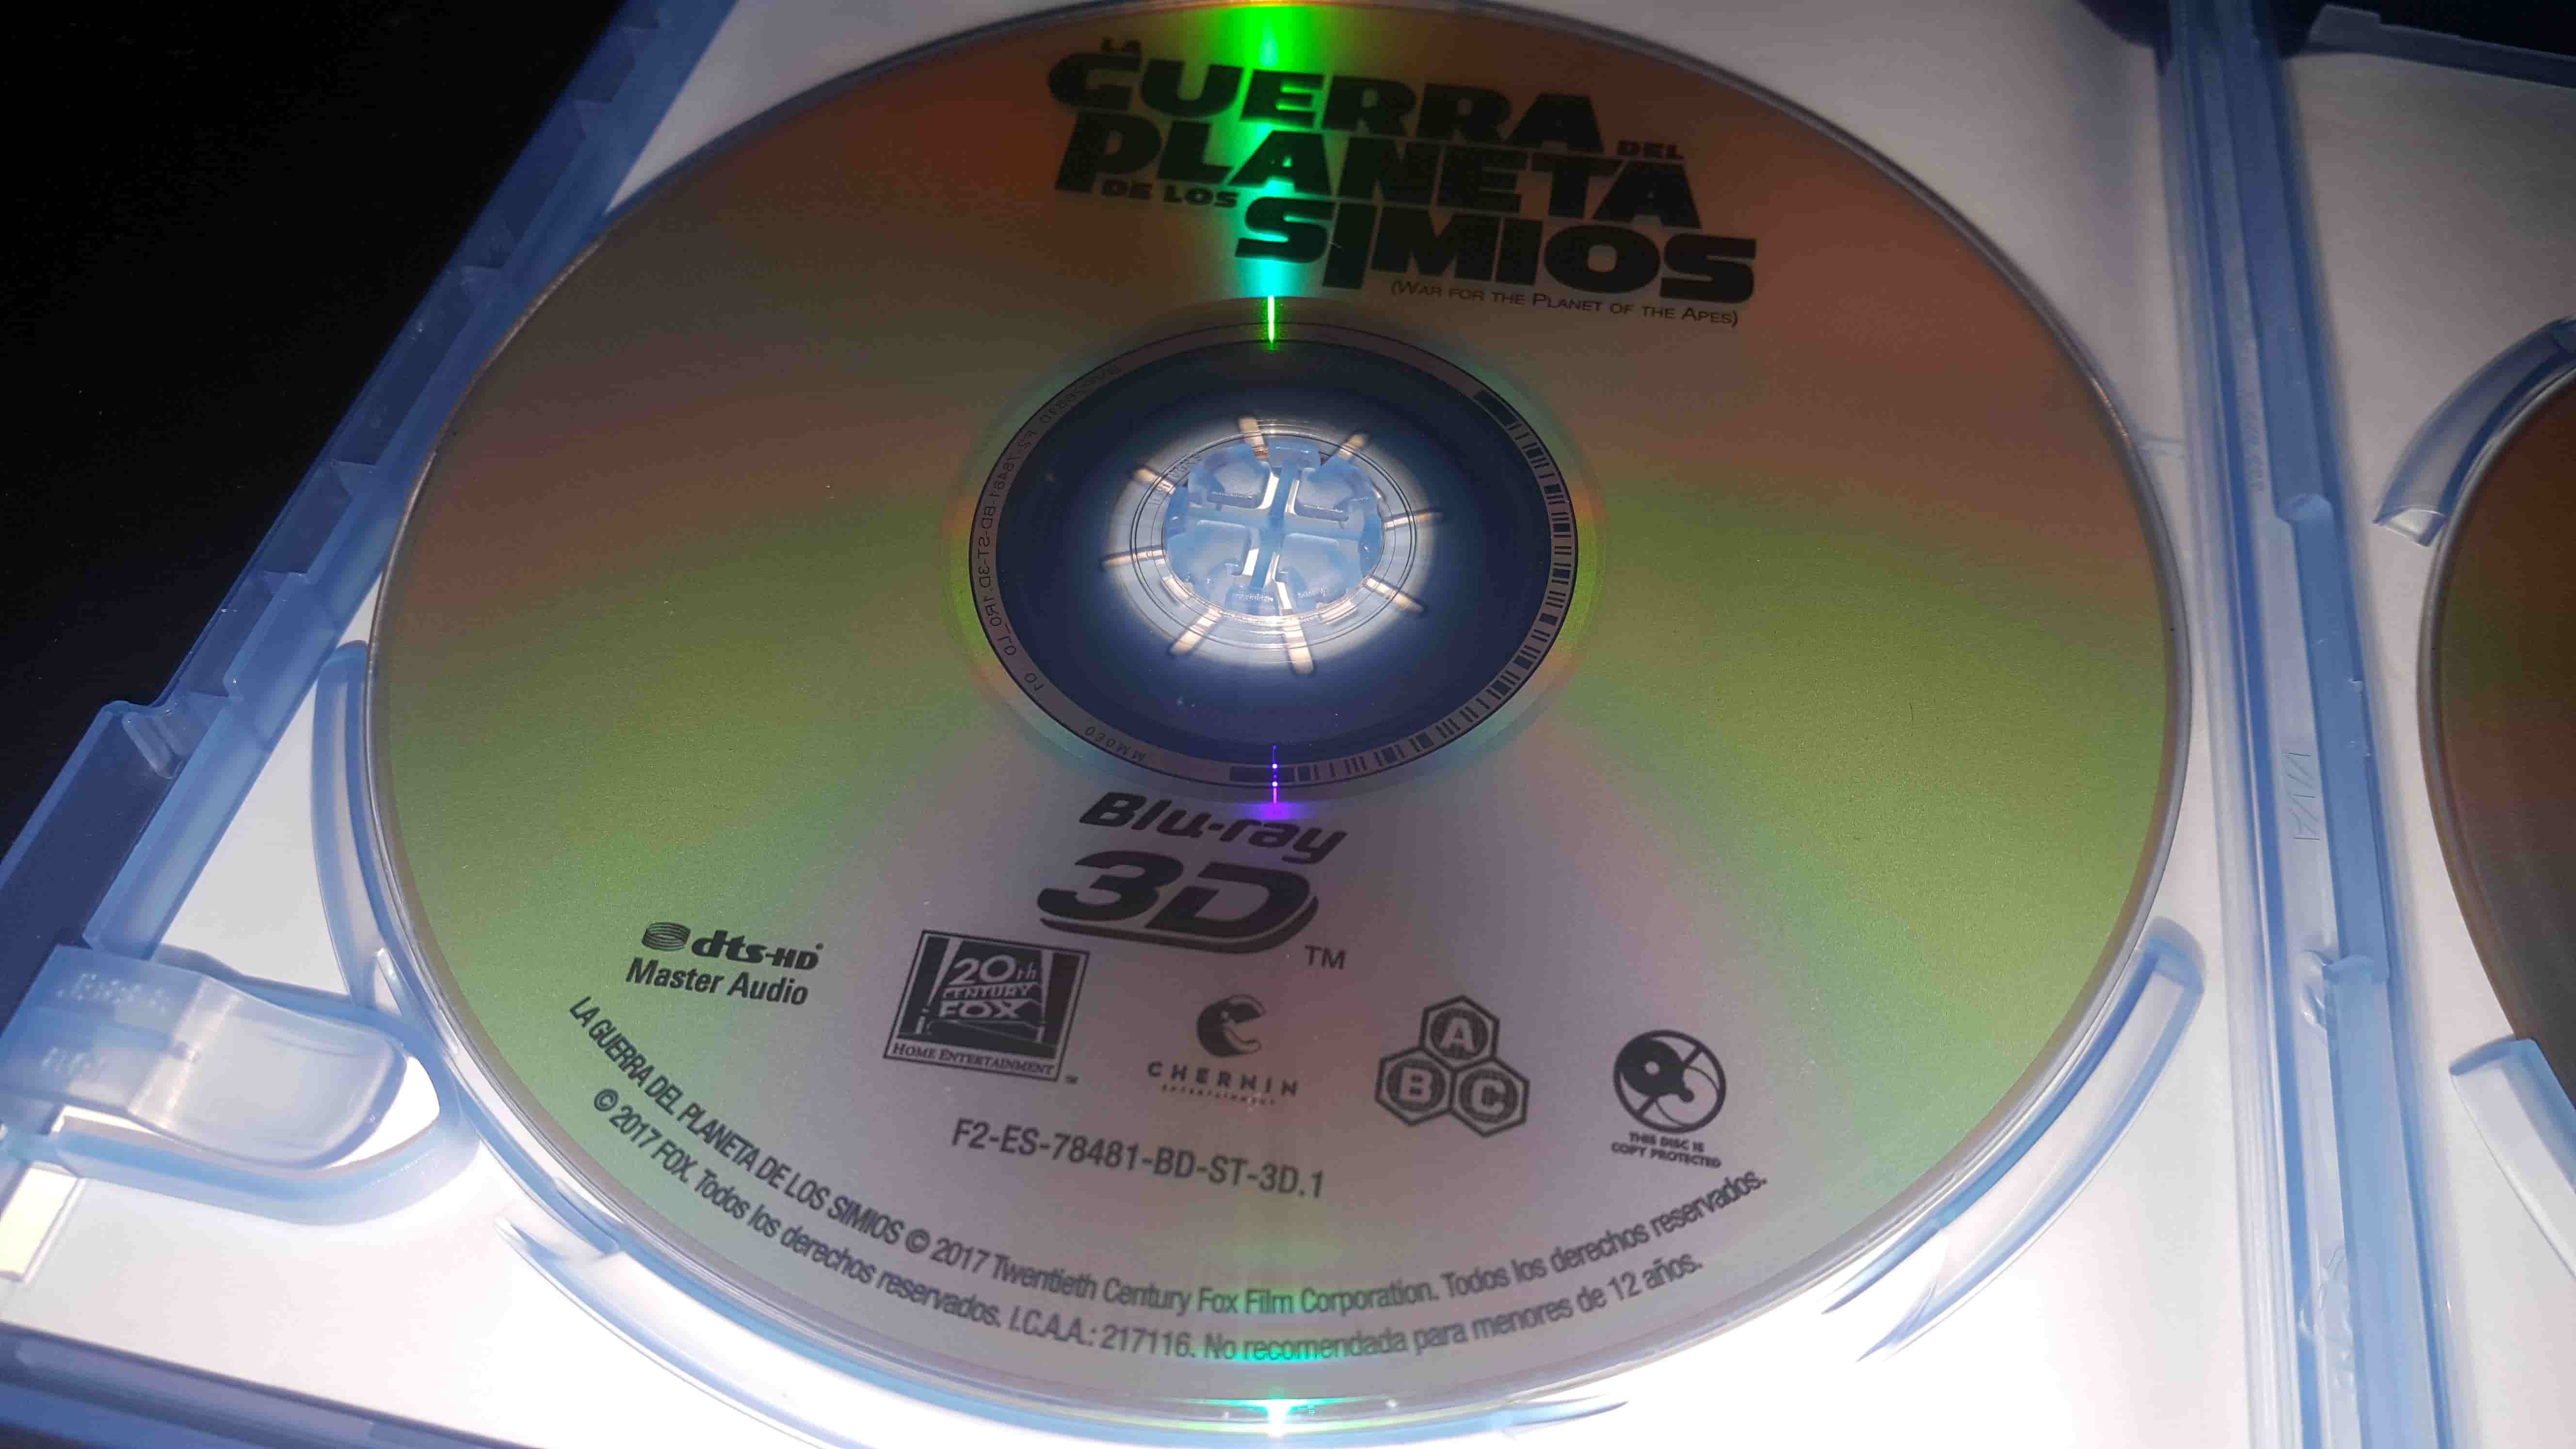 LA
GUERRA DEL
PLANETA
DE LOS SIMIOS
(WAR FOR THE PLANET OF THE APES)
Blu-ray
3D
TM
dts-HD
Master Audio
20th
CENTURY
FOX
HOME ENTERTAINMENT
TM
CHERNIN
ENTERTAINMENT
A
B C
THIS DISC IS
COPY PROTECTED
F2-ES-78481-BD-ST-3D.1
LA GUERRA DEL PLANETA DE LOS SIMIOS © 2017 Twentieth Century Fox Film Corporation. Todos los derechos reservados.
© 2017 FOX. Todos los derechos reservados. I.C.A.A.: 217116. No recomendada para menores de 12 años.